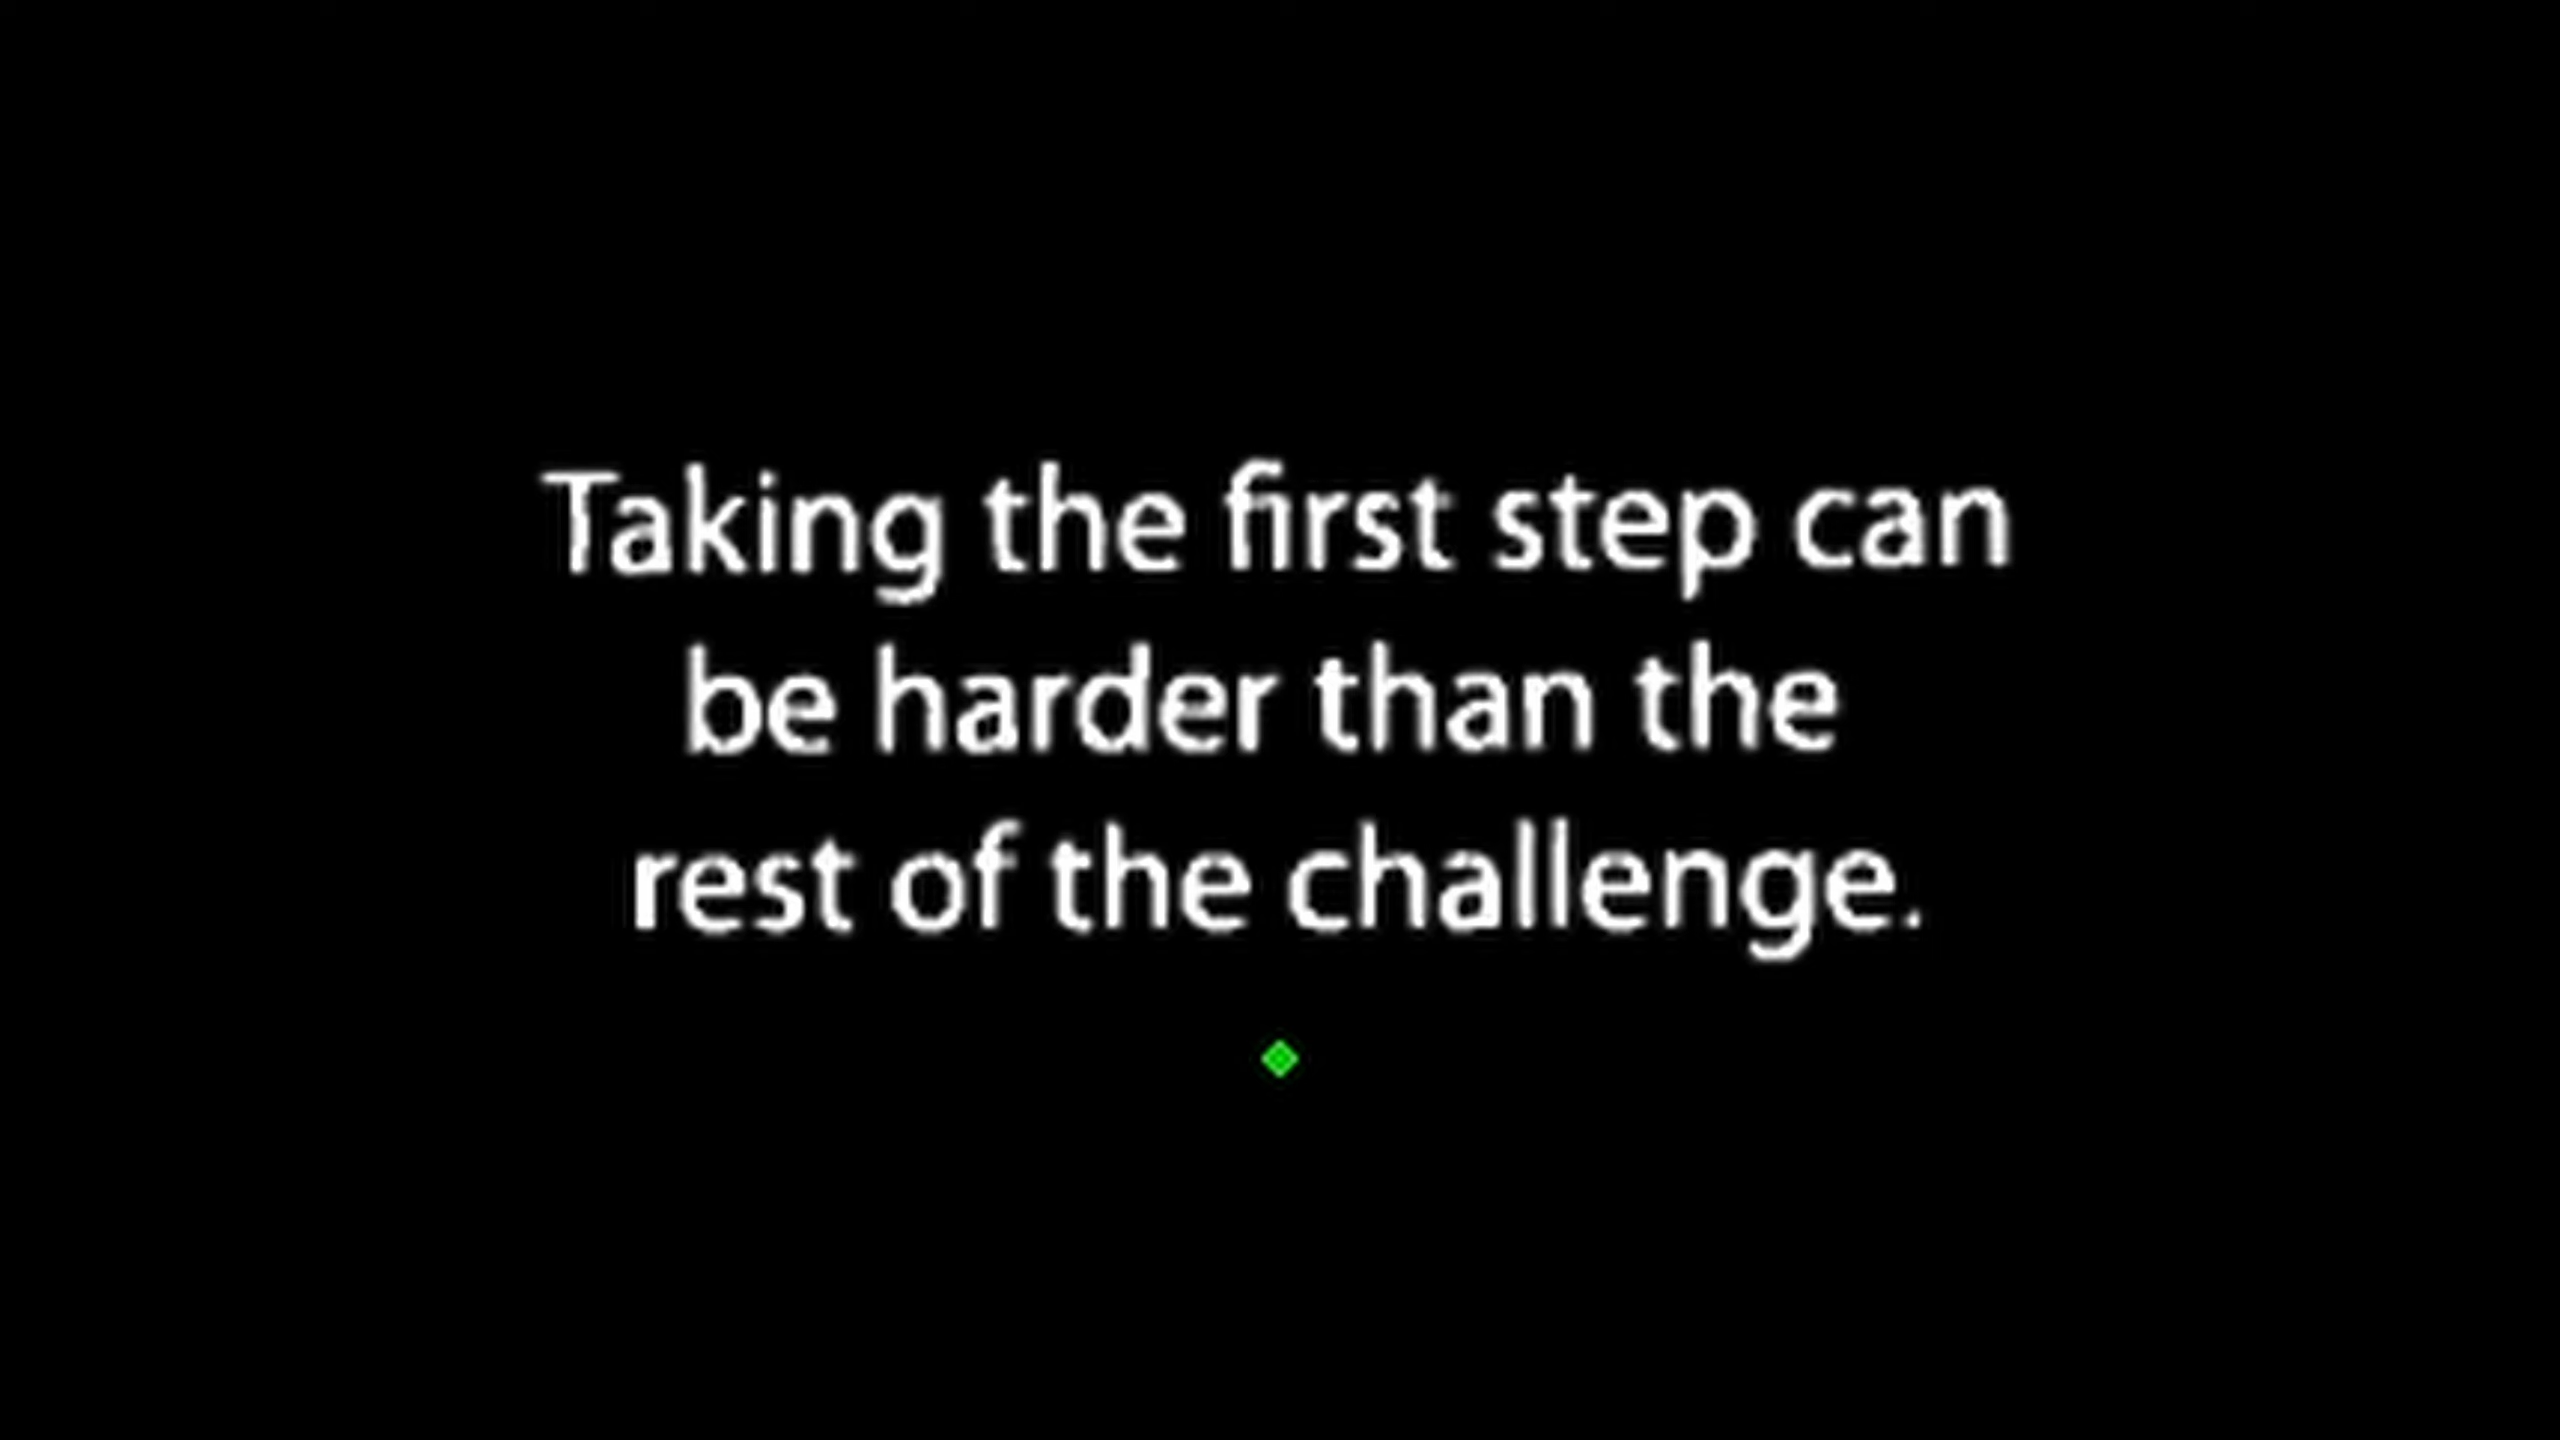 Taking the first step can
be harder than the
rest of the challenge.